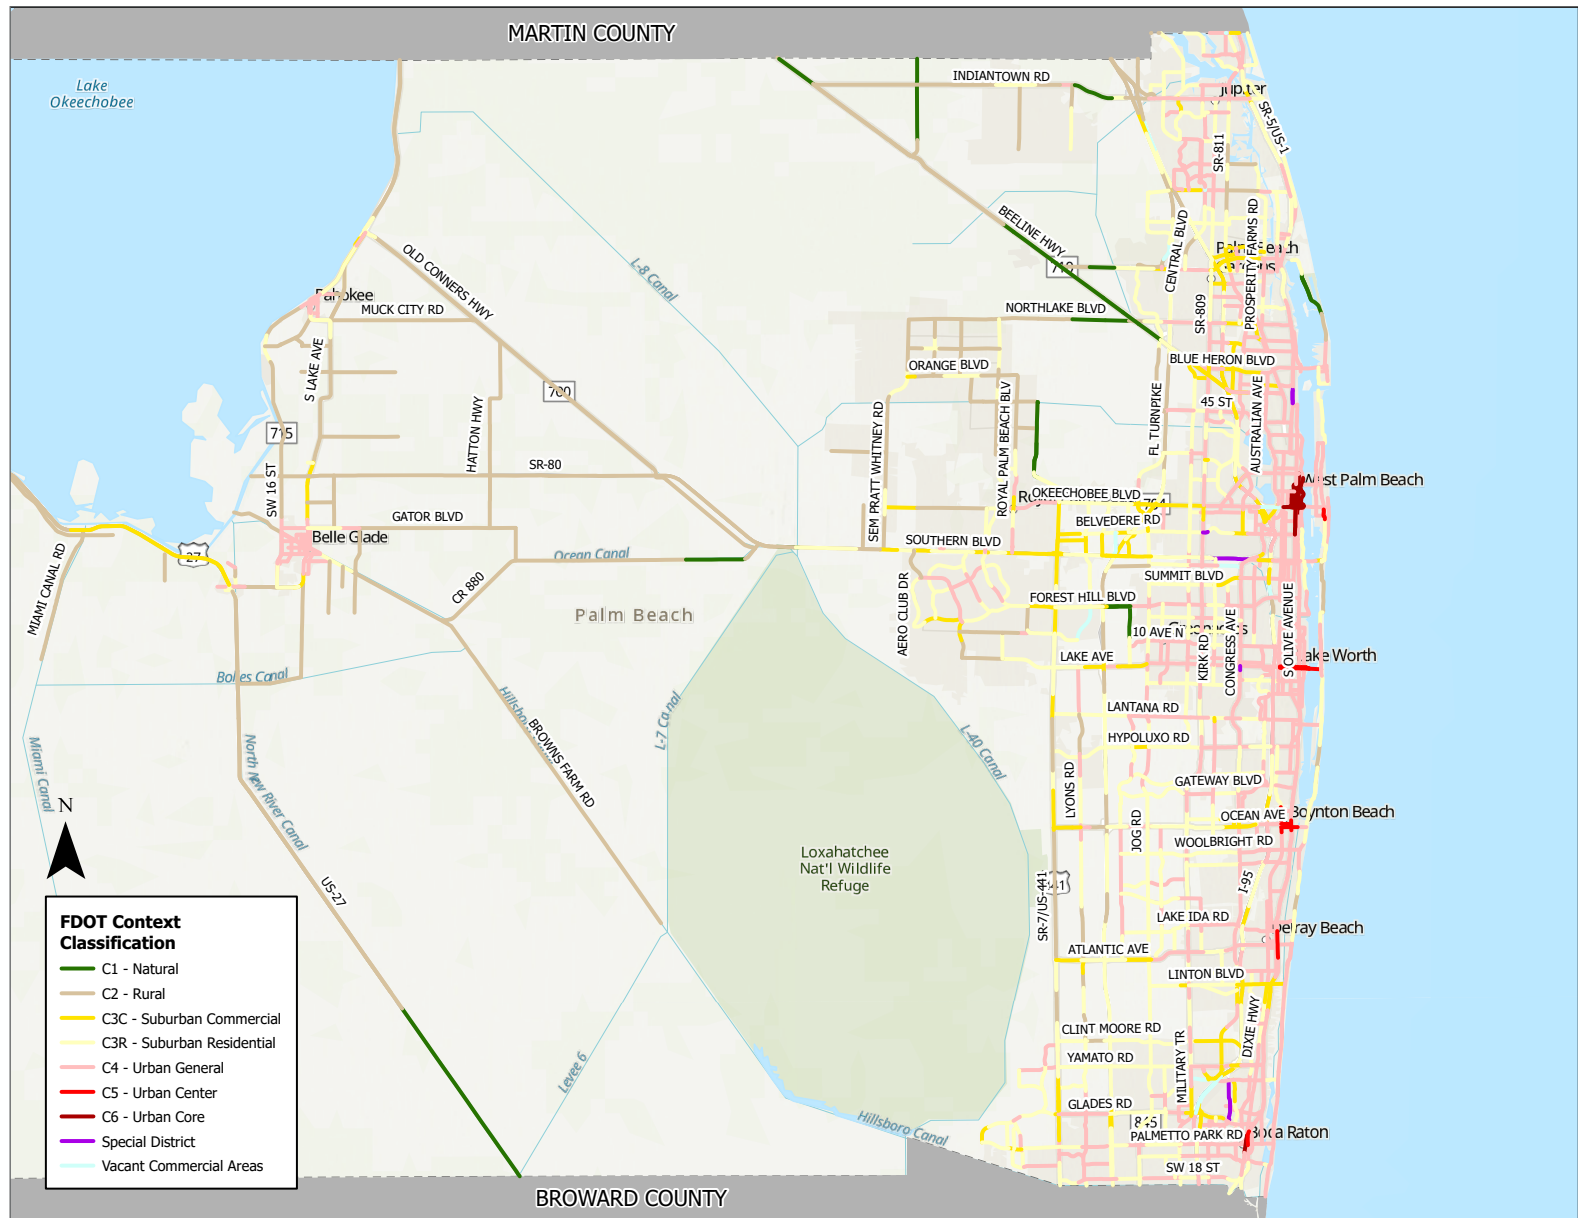 MARTIN COUNTY
Lake
Okeechobee
INDIANTOWN RD
Jupiter
SR-5/US-1
SR-811
BEELINE HWY
CENTRAL BLVD
PROSPERITY FARMS RD
Palm Beach
Gardens
OLD CONNERS HWY
L-8 Canal
710
Pahokee
MUCK CITY RD
NORTHLAKE BLVD
SR-809
S LAKE AVE
ORANGE BLVD
BLUE HERON BLVD
700
45 ST
AUSTRALIAN AVE
FL TURNPIKE
ROYAL PALM BEACH BLV
SEM PRATT WHITNEY RD
HATTON HWY
715
SR-80
SW 16 ST
West Palm Beach
OKEECHOBEE BLVD
704
GATOR BLVD
BELVEDERE RD
Belle Glade
SOUTHERN BLVD
27
Ocean Canal
SUMMIT BLVD
MIAMI CANAL RD
CR 880
AERO CLUB DR
FOREST HILL BLVD
Palm Beach
10 AVE N
Greenacres
KIRK RD
CONGRESS AVE
S OLIVE AVENUE
LAKE AVE
Lake Worth
Bolles Canal
LANTANA RD
L-7 Canal
BROWNS FARM RD
L-40 Canal
HYPOLUXO RD
Miami Canal
North New River Canal
GATEWAY BLVD
LYONS RD
N
JOG RD
OCEAN AVE
Boynton Beach
WOOLBRIGHT RD
Loxahatchee
Nat'l Wildlife
Refuge
US-27
SR-7/US-441
441
I-95
LAKE IDA RD
Delray Beach
ATLANTIC AVE
LINTON BLVD
DIXIE HWY
CLINT MOORE RD
YAMATO RD
MILITARY TR
Levee 6
GLADES RD
Hillsboro Canal
845
PALMETTO PARK RD
Boca Raton
SW 18 ST
BROWARD COUNTY
FDOT Context
Classification
C1 - Natural
C2 - Rural
C3C - Suburban Commercial
C3R - Suburban Residential
C4 - Urban General
C5 - Urban Center
C6 - Urban Core
Special District
Vacant Commercial Areas